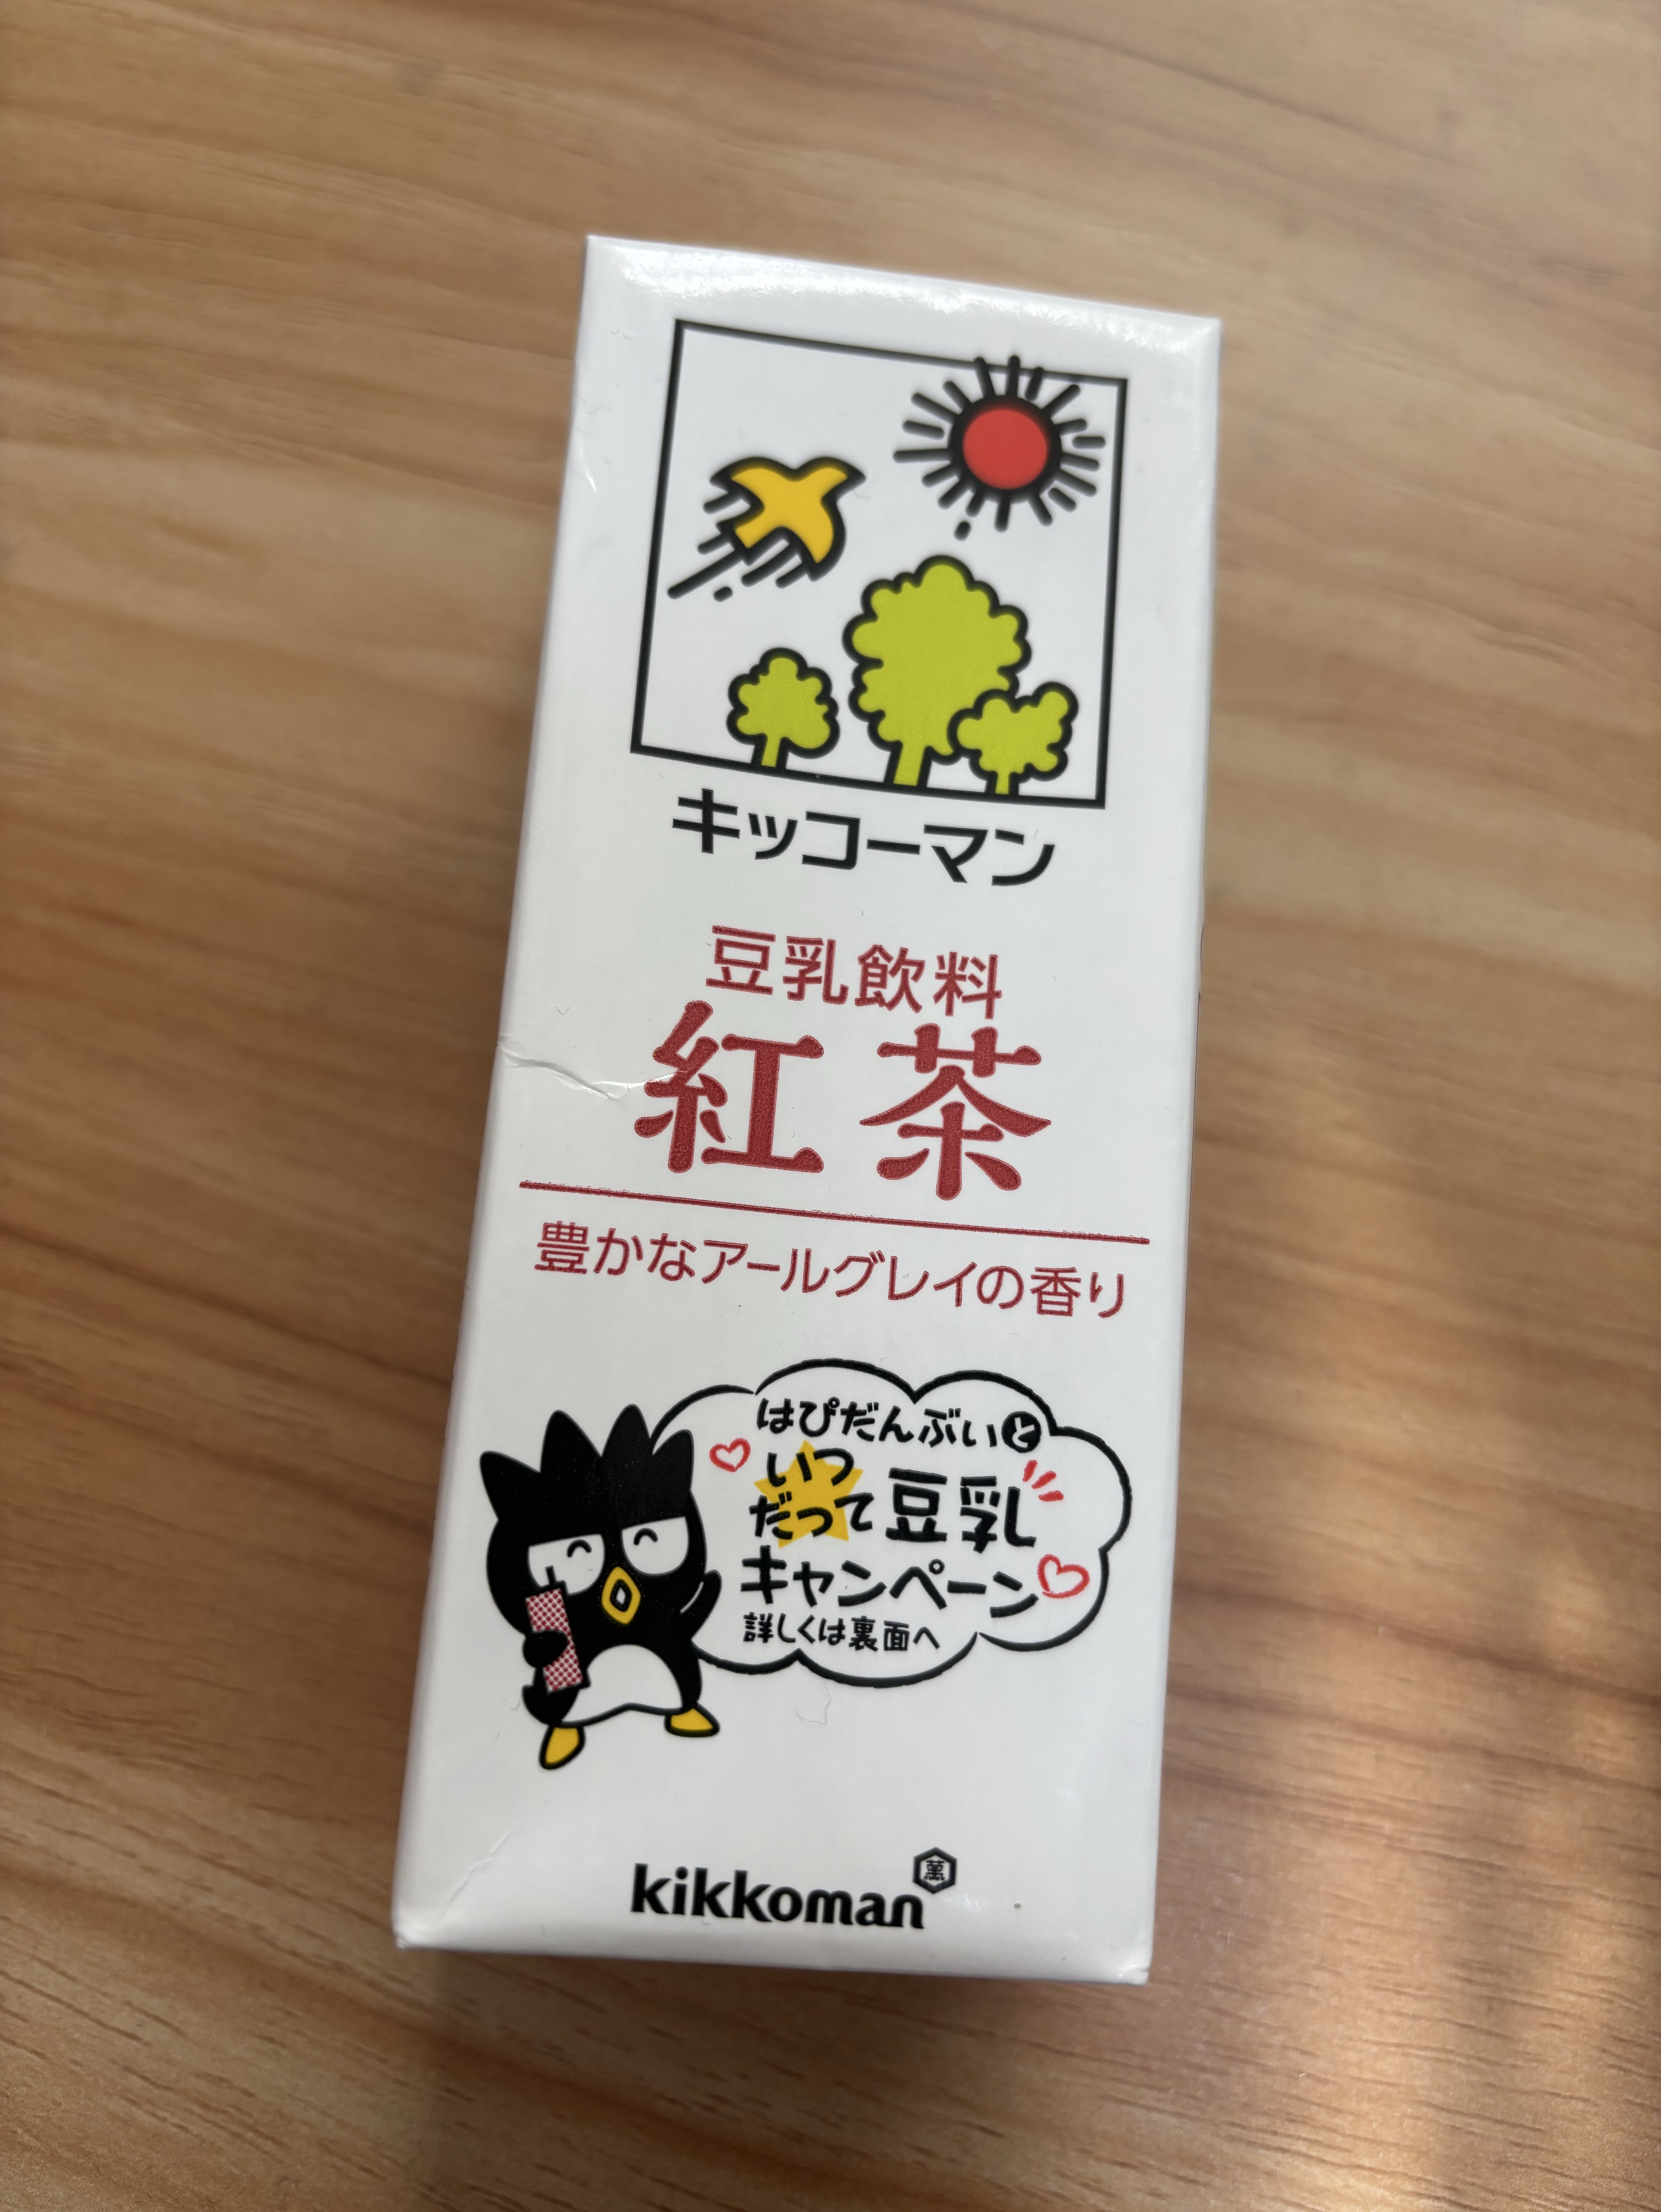 キッコーマン
豆乳飲料
紅茶
豊かなアールグレイの香り
はぴだんぶいと
いつ
だって豆乳
キャンペーン
詳しくは裏面へ
kikkoman
萬